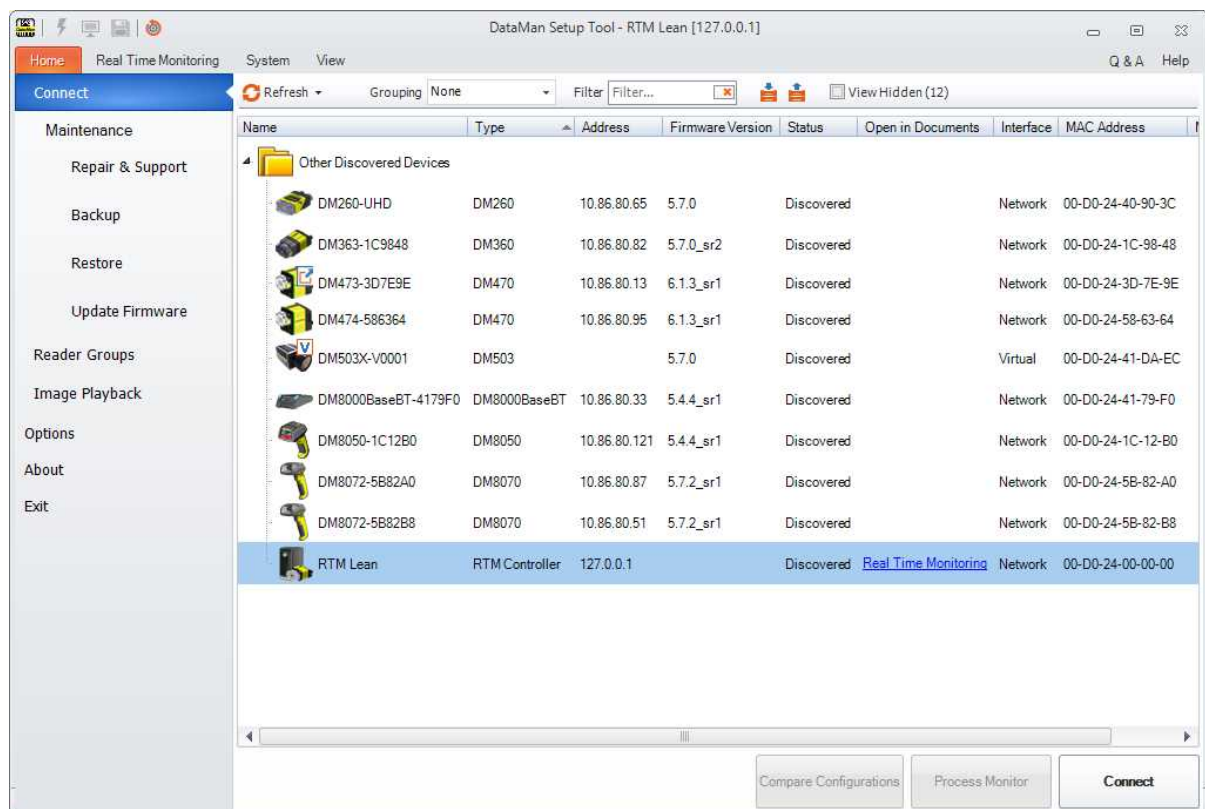 DataMan Setup Tool - RTM Lean [127.0.0.1]
Home Real Time Monitoring System View Q & A Help
Connect
Maintenance
Repair & Support
Backup
Restore
Update Firmware
Reader Groups
Image Playback
Options
About
Exit
Refresh Grouping None Filter Filter... View Hidden (12)
Name Type Address Firmware Version Status Open in Documents Interface MAC Address
Other Discovered Devices
DM260-UHD DM260 10.86.80.65 5.7.0 Discovered Network 00-D0-24-40-90-3C
DM363-1C9848 DM360 10.86.80.82 5.7.0_sr2 Discovered Network 00-D0-24-1C-98-48
DM473-3D7E9E DM470 10.86.80.13 6.1.3_sr1 Discovered Network 00-D0-24-3D-7E-9E
DM474-586364 DM470 10.86.80.95 6.1.3_sr1 Discovered Network 00-D0-24-58-63-64
V DM503X-V0001 DM503 5.7.0 Discovered Virtual 00-D0-24-41-DA-EC
DM8000BaseBT-4179F0 DM8000BaseBT 10.86.80.33 5.4.4_sr1 Discovered Network 00-D0-24-41-79-F0
DM8050-1C12B0 DM8050 10.86.80.121 5.4.4_sr1 Discovered Network 00-D0-24-1C-12-B0
DM8072-5B82A0 DM8070 10.86.80.87 5.7.2_sr1 Discovered Network 00-D0-24-5B-82-A0
DM8072-5B82B8 DM8070 10.86.80.51 5.7.2_sr1 Discovered Network 00-D0-24-5B-82-B8
RTM Lean RTM Controller 127.0.0.1 Discovered Real Time Monitoring Network 00-D0-24-00-00-00
Compare Configurations Process Monitor Connect